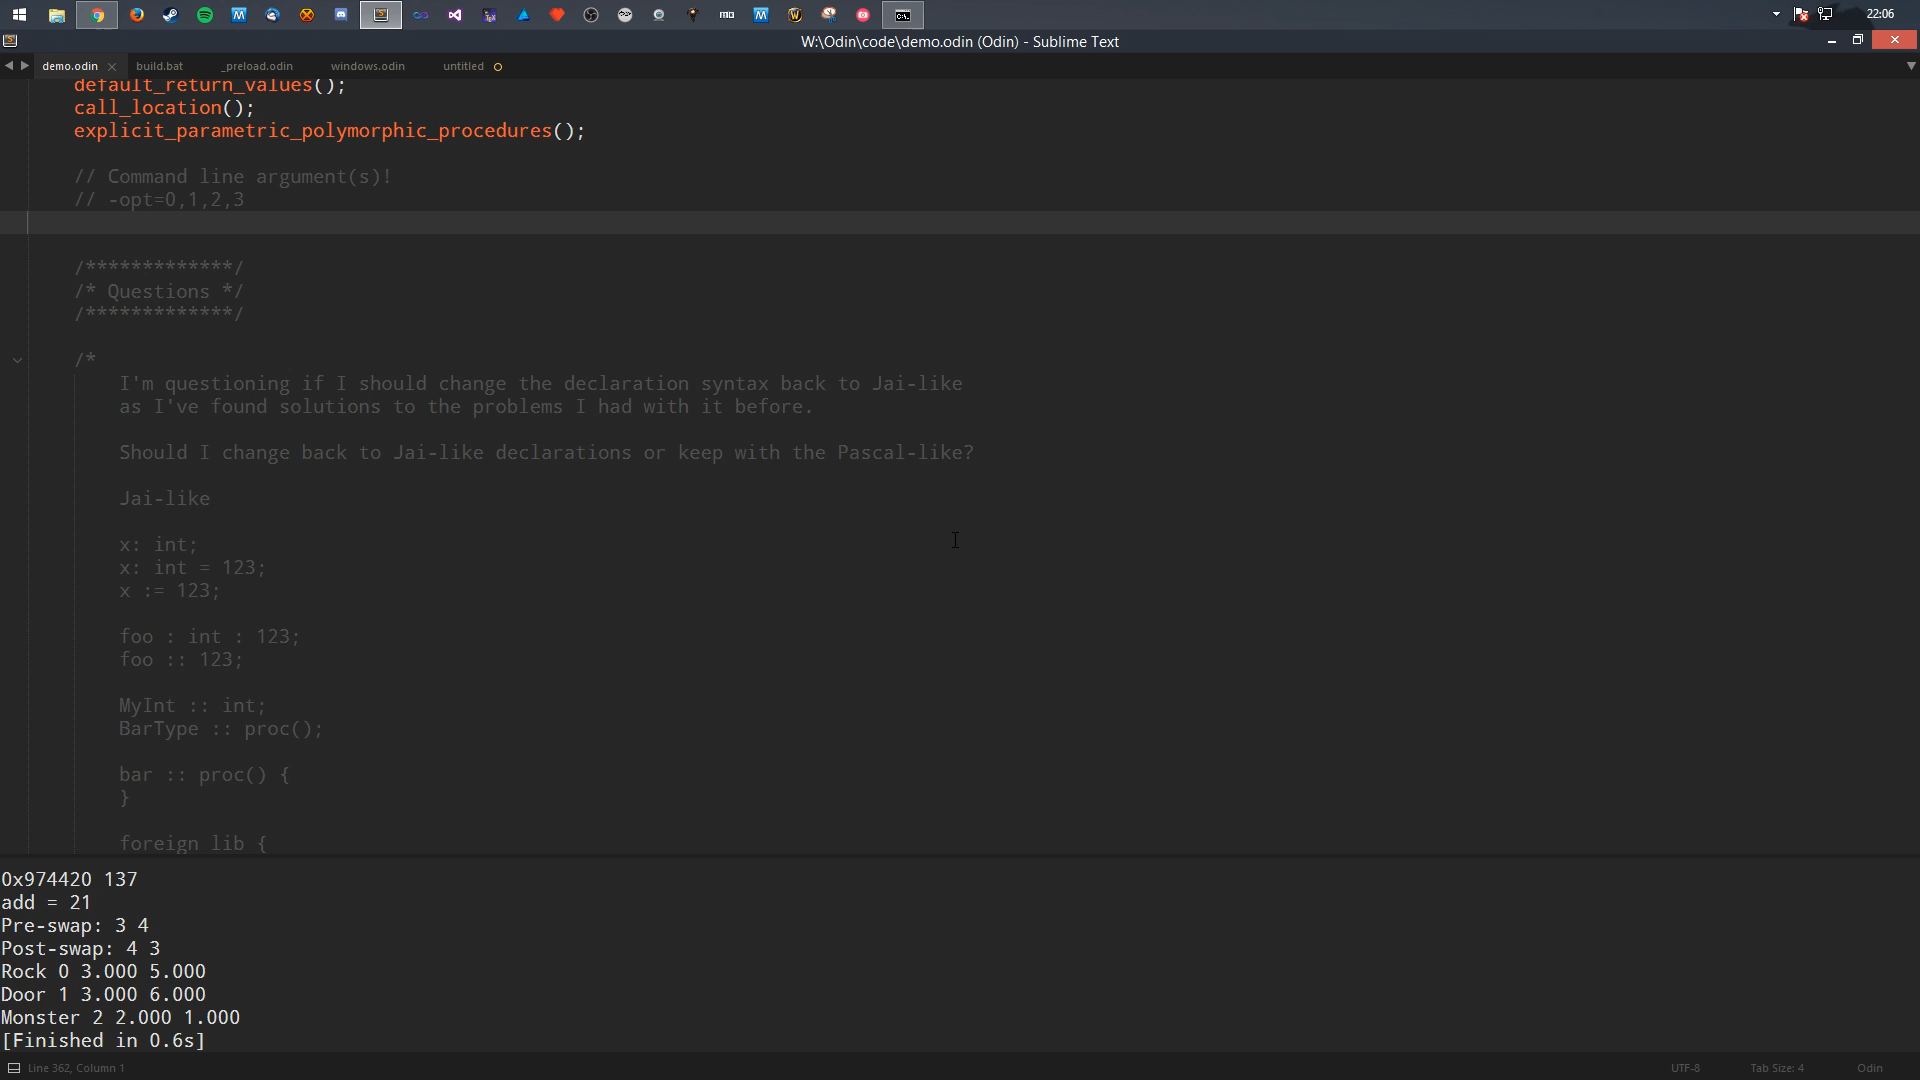 22:06
W:\Odin\code\demo.odin (Odin) - Sublime Text
demo.odin build.bat _preload.odin windows.odin untitled
default_return_values();
call_location();
explicit_parametric_polymorphic_procedures();
// Command line argument(s)!
// -opt=0,1,2,3
/*************/
/* Questions */
/*************/
/*
I'm questioning if I should change the declaration syntax back to Jai-like
as I've found solutions to the problems I had with it before.
Should I change back to Jai-like declarations or keep with the Pascal-like?
Jai-like
x: int;
x: int = 123;
x := 123;
foo : int : 123;
foo :: 123;
MyInt :: int;
BarType :: proc();
bar :: proc() {
}
foreign lib {
0x974420 137
add = 21
Pre-swap: 3 4
Post-swap: 4 3
Rock 0 3.000 5.000
Door 1 3.000 6.000
Monster 2 2.000 1.000
[Finished in 0.6s]
Line 362, Column 1 UTF-8 Tab Size: 4 Odin